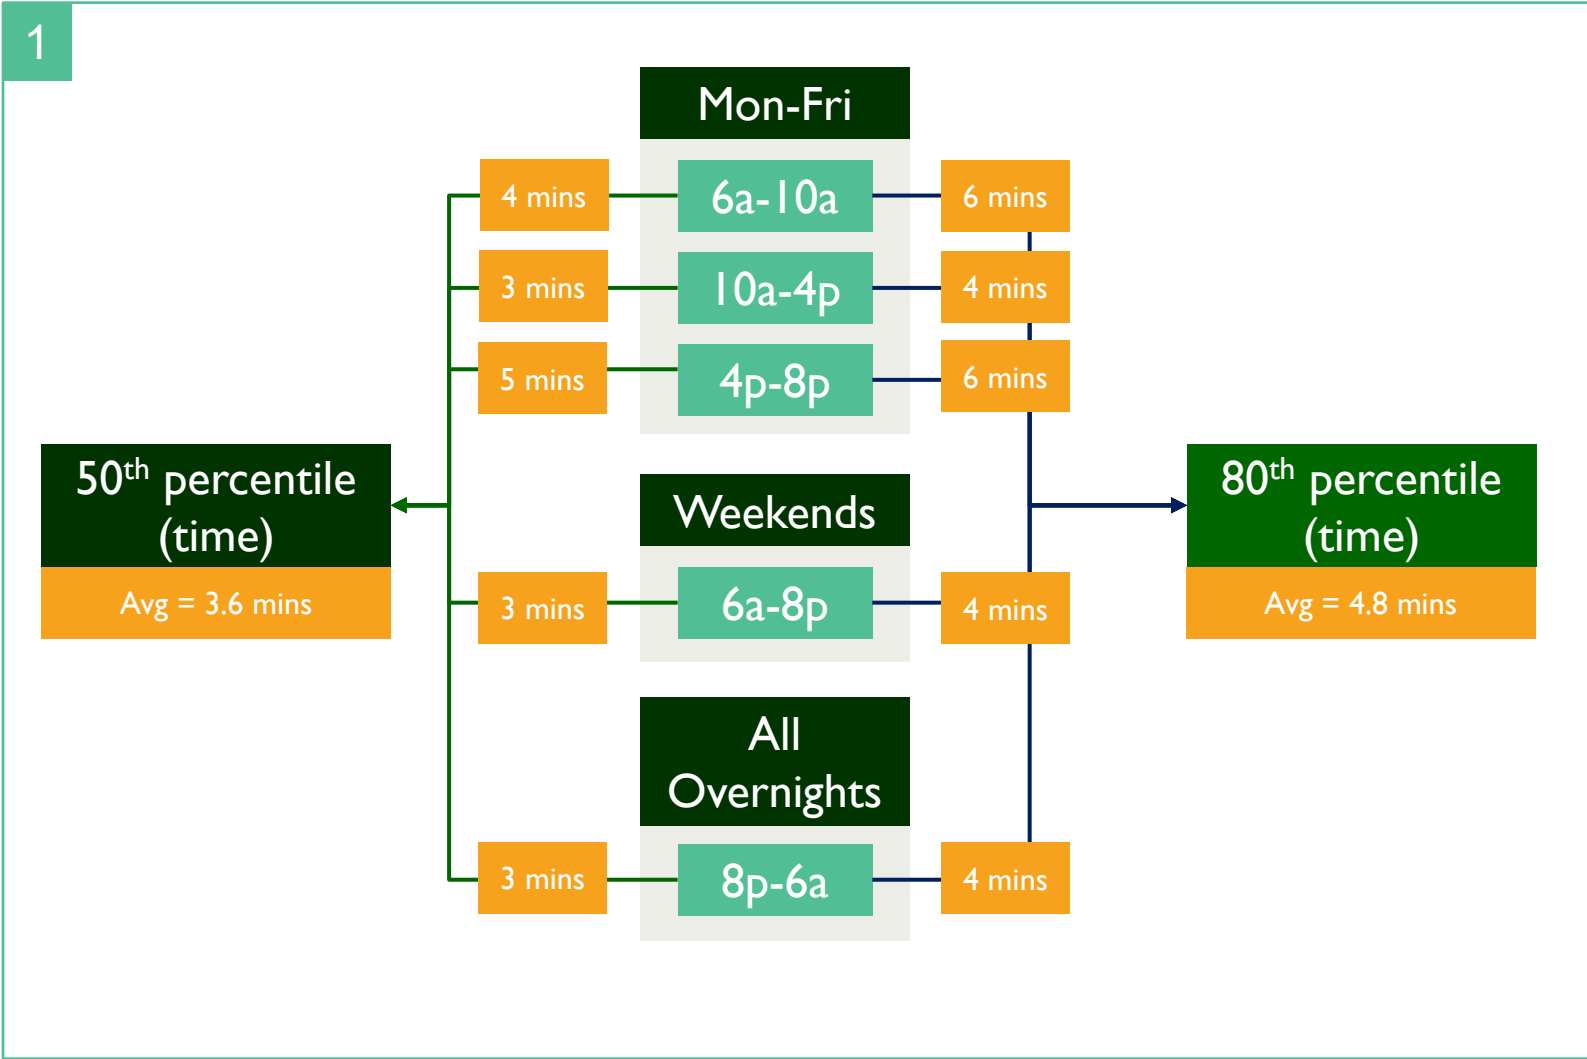 1
Mon-Fri
4 mins
6a-10a
6 mins
3 mins
10a-4p
4 mins
5 mins
4p-8p
6 mins
50th percentile
(time)
Avg = 3.6 mins
Weekends
3 mins
6a-8p
4 mins
80th percentile
(time)
Avg = 4.8 mins
All
Overnights
3 mins
8p-6a
4 mins